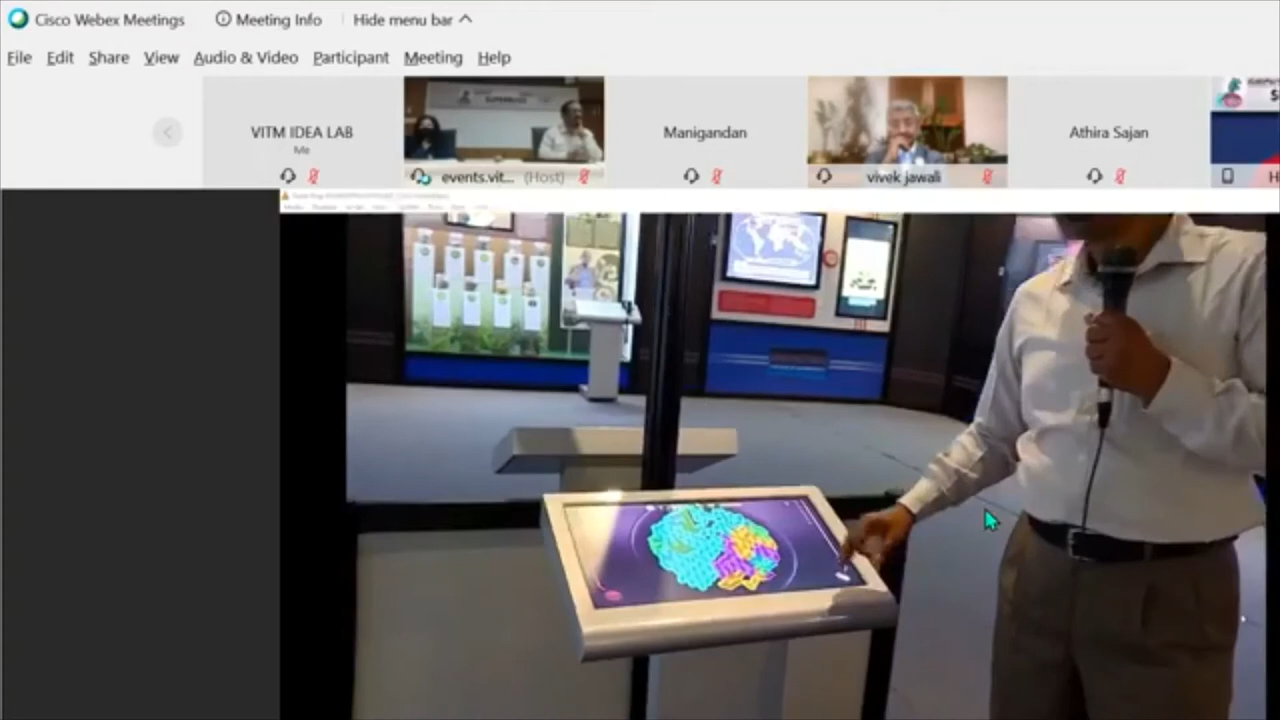 Cisco Webex Meetings Meeting Info Hide menu bar
File Edit Share View Audio & Video Participant Meeting Help
VITM IDEA LAB
Me
events.vit... (Host)
Manigandan
vivek jawali
Athira Sajan
H